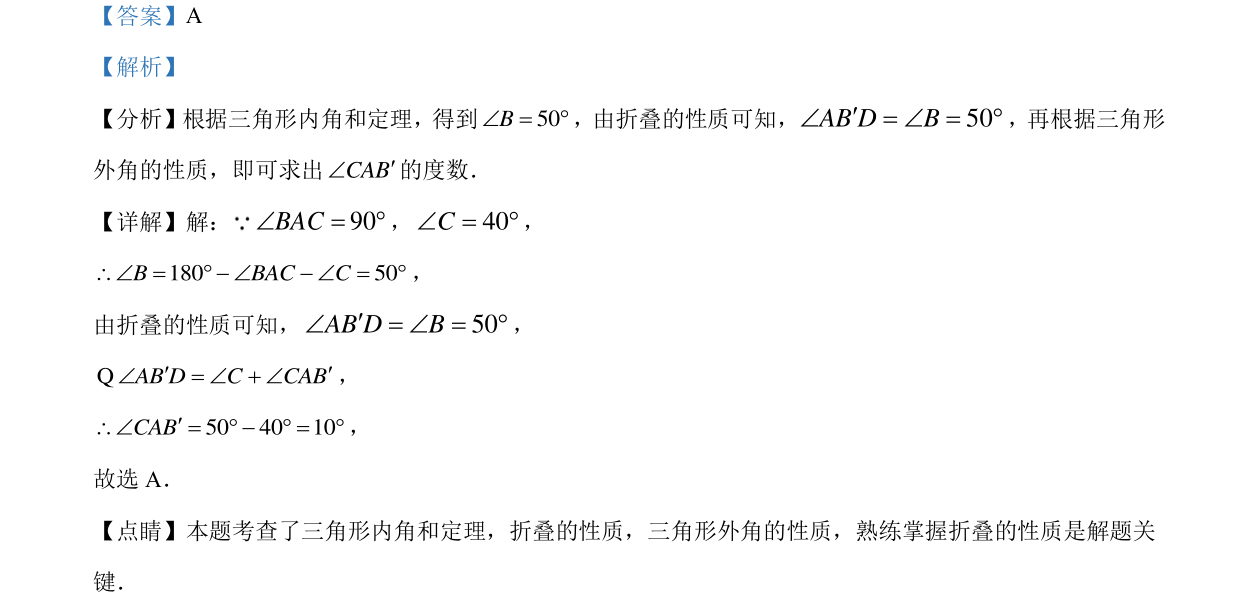 【答案】A
【解析】
【分析】根据三角形内角和定理，得到∠B＝50°，由折叠的性质可知，∠AB′D＝∠B＝50°，再根据三角形
外角的性质，即可求出∠CAB′的度数．
【详解】解：∵∠BAC＝90°，∠C＝40°，
∴∠B＝180°－∠BAC－∠C＝50°，
由折叠的性质可知，∠AB′D＝∠B＝50°，
Q∠AB′D＝∠C＋∠CAB′，
∴∠CAB′＝50°－40°＝10°，
故选 A．
【点睛】本题考查了三角形内角和定理，折叠的性质，三角形外角的性质，熟练掌握折叠的性质是解题关
键．